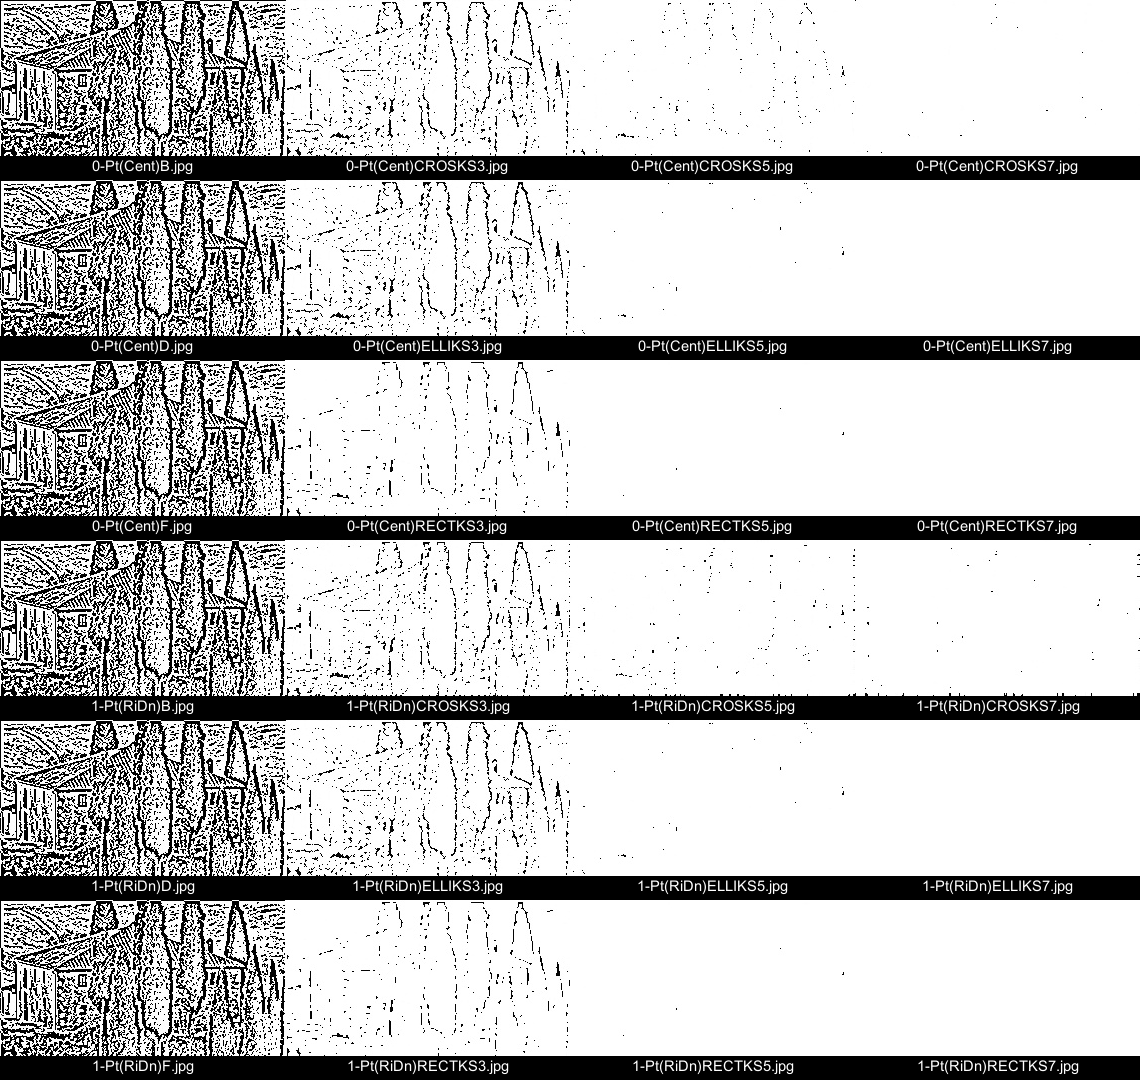 0-Pt(Cent)B.jpg 0-Pt(Cent)CROSKS3.jpg 0-Pt(Cent)CROSKS5.jpg 0-Pt(Cent)CROSKS7.jpg
0-Pt(Cent)D.jpg 0-Pt(Cent)ELLIKS3.jpg 0-Pt(Cent)ELLIKS5.jpg 0-Pt(Cent)ELLIKS7.jpg
0-Pt(Cent)F.jpg 0-Pt(Cent)RECTKS3.jpg 0-Pt(Cent)RECTKS5.jpg 0-Pt(Cent)RECTKS7.jpg
1-Pt(RiDn)B.jpg 1-Pt(RiDn)CROSKS3.jpg 1-Pt(RiDn)CROSKS5.jpg 1-Pt(RiDn)CROSKS7.jpg
1-Pt(RiDn)D.jpg 1-Pt(RiDn)ELLIKS3.jpg 1-Pt(RiDn)ELLIKS5.jpg 1-Pt(RiDn)ELLIKS7.jpg
1-Pt(RiDn)F.jpg 1-Pt(RiDn)RECTKS3.jpg 1-Pt(RiDn)RECTKS5.jpg 1-Pt(RiDn)RECTKS7.jpg